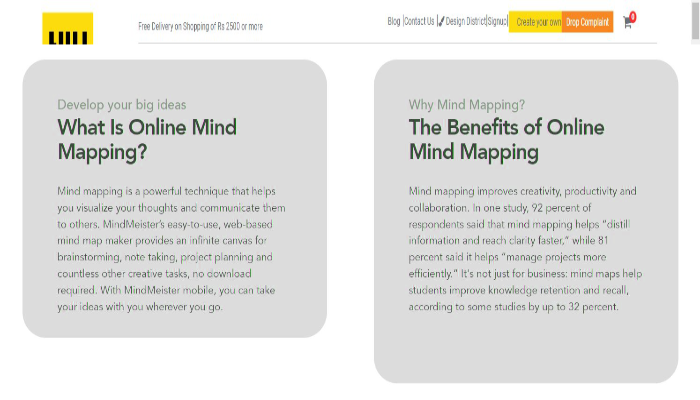 Free Delivery on Shopping of Rs 2500 or more
Blog |Contact Us | Design District|Signup
Create your own
Drop Complaint
0
Develop your big ideas
What Is Online Mind
Mapping?
Mind mapping is a powerful technique that helps
you visualize your thoughts and communicate them
to others. MindMeister's easy-to-use, web-based
mind map maker provides an infinite canvas for
brainstorming, note taking, project planning and
countless other creative tasks, no download
required. With MindMeister mobile, you can take
your ideas with you wherever you go.
Why Mind Mapping?
The Benefits of Online
Mind Mapping
Mind mapping improves creativity, productivity and
collaboration. In one study, 92 percent of
respondents said that mind mapping helps "distill
information and reach clarity faster," while 81
percent said it helps "manage projects more
efficiently." It's not just for business: mind maps help
students improve knowledge retention and recall,
according to some studies by up to 32 percent.